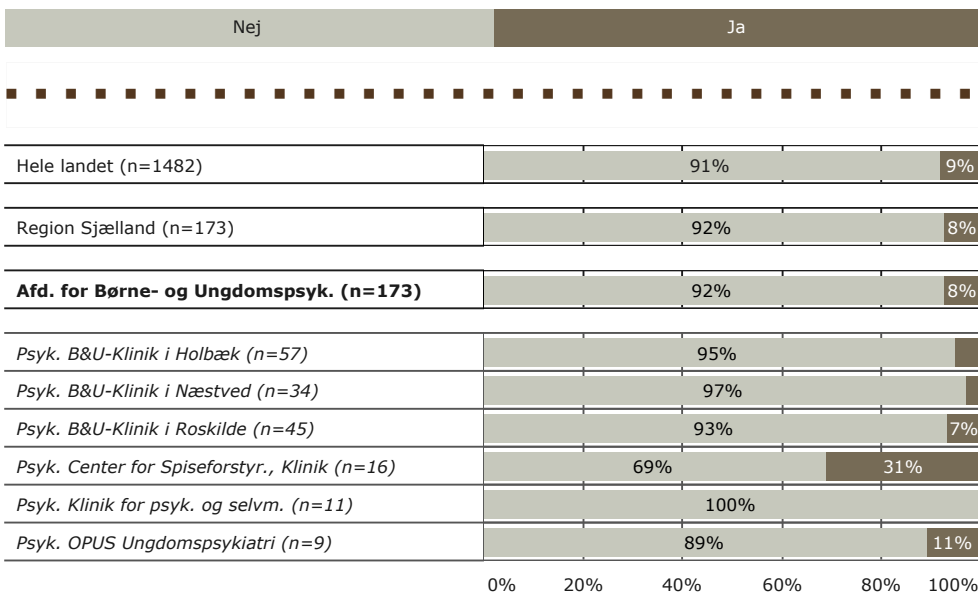 Nej Ja
Hele landet (n=1482) 91% 9%
Region Sjælland (n=173) 92% 8%
Afd. for Børne- og Ungdomspsyk. (n=173) 92% 8%
Psyk. B&U-Klinik i Holbæk (n=57) 95%
Psyk. B&U-Klinik i Næstved (n=34) 97%
Psyk. B&U-Klinik i Roskilde (n=45) 93% 7%
Psyk. Center for Spiseforstyr., Klinik (n=16) 69% 31%
Psyk. Klinik for psyk. og selvm. (n=11) 100%
Psyk. OPUS Ungdomspsykiatri (n=9) 89% 11%
0% 20% 40% 60% 80% 100%